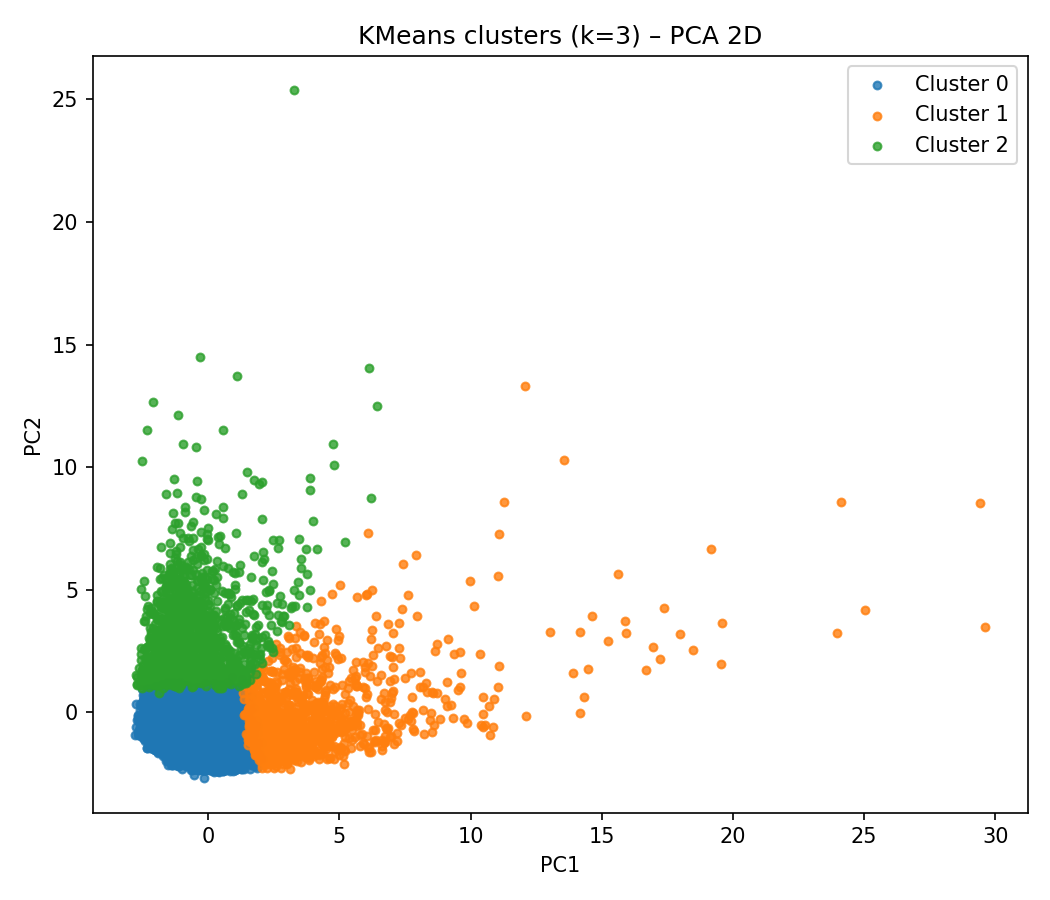 KMeans clusters (k=3) – PCA 2D
Cluster 0
Cluster 1
Cluster 2
25
20
15
10
5
0
PC2
0 5 10 15 20 25 30
PC1